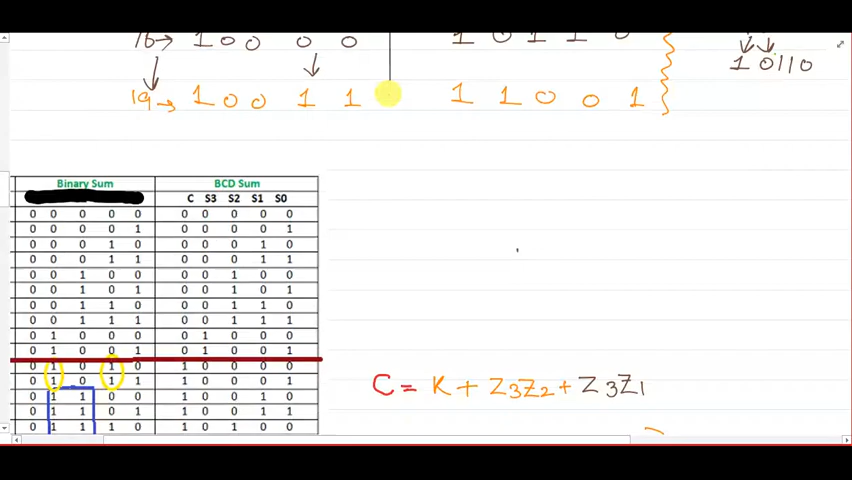 16→ 1 0 0 0 0 1 0 1 1 0
1 0110
19→ 1 0 0 1 1 1 1 0 0 1
Binary Sum BCD Sum
C S3 S2 S1 S0
0 0 0 0 0 0 0 0 0 0
0 0 0 0 1 0 0 0 0 1
0 0 0 1 0 0 0 0 1 0
0 0 0 1 1 0 0 0 1 1
0 0 1 0 0 0 0 1 0 0
0 0 1 0 1 0 0 1 0 1
0 0 1 1 0 0 0 1 1 0
0 0 1 1 1 0 0 1 1 1
0 1 0 0 0 0 1 0 0 0
0 1 0 0 1 0 1 0 0 1
0 1 0 1 0 1 0 0 0 0
0 1 0 1 1 1 0 0 0 1
0 1 1 0 0 1 0 0 1 0
0 1 1 0 1 1 0 0 1 1
0 1 1 1 0 1 0 1 0 0
C = K + Z3Z2 + Z3Z1